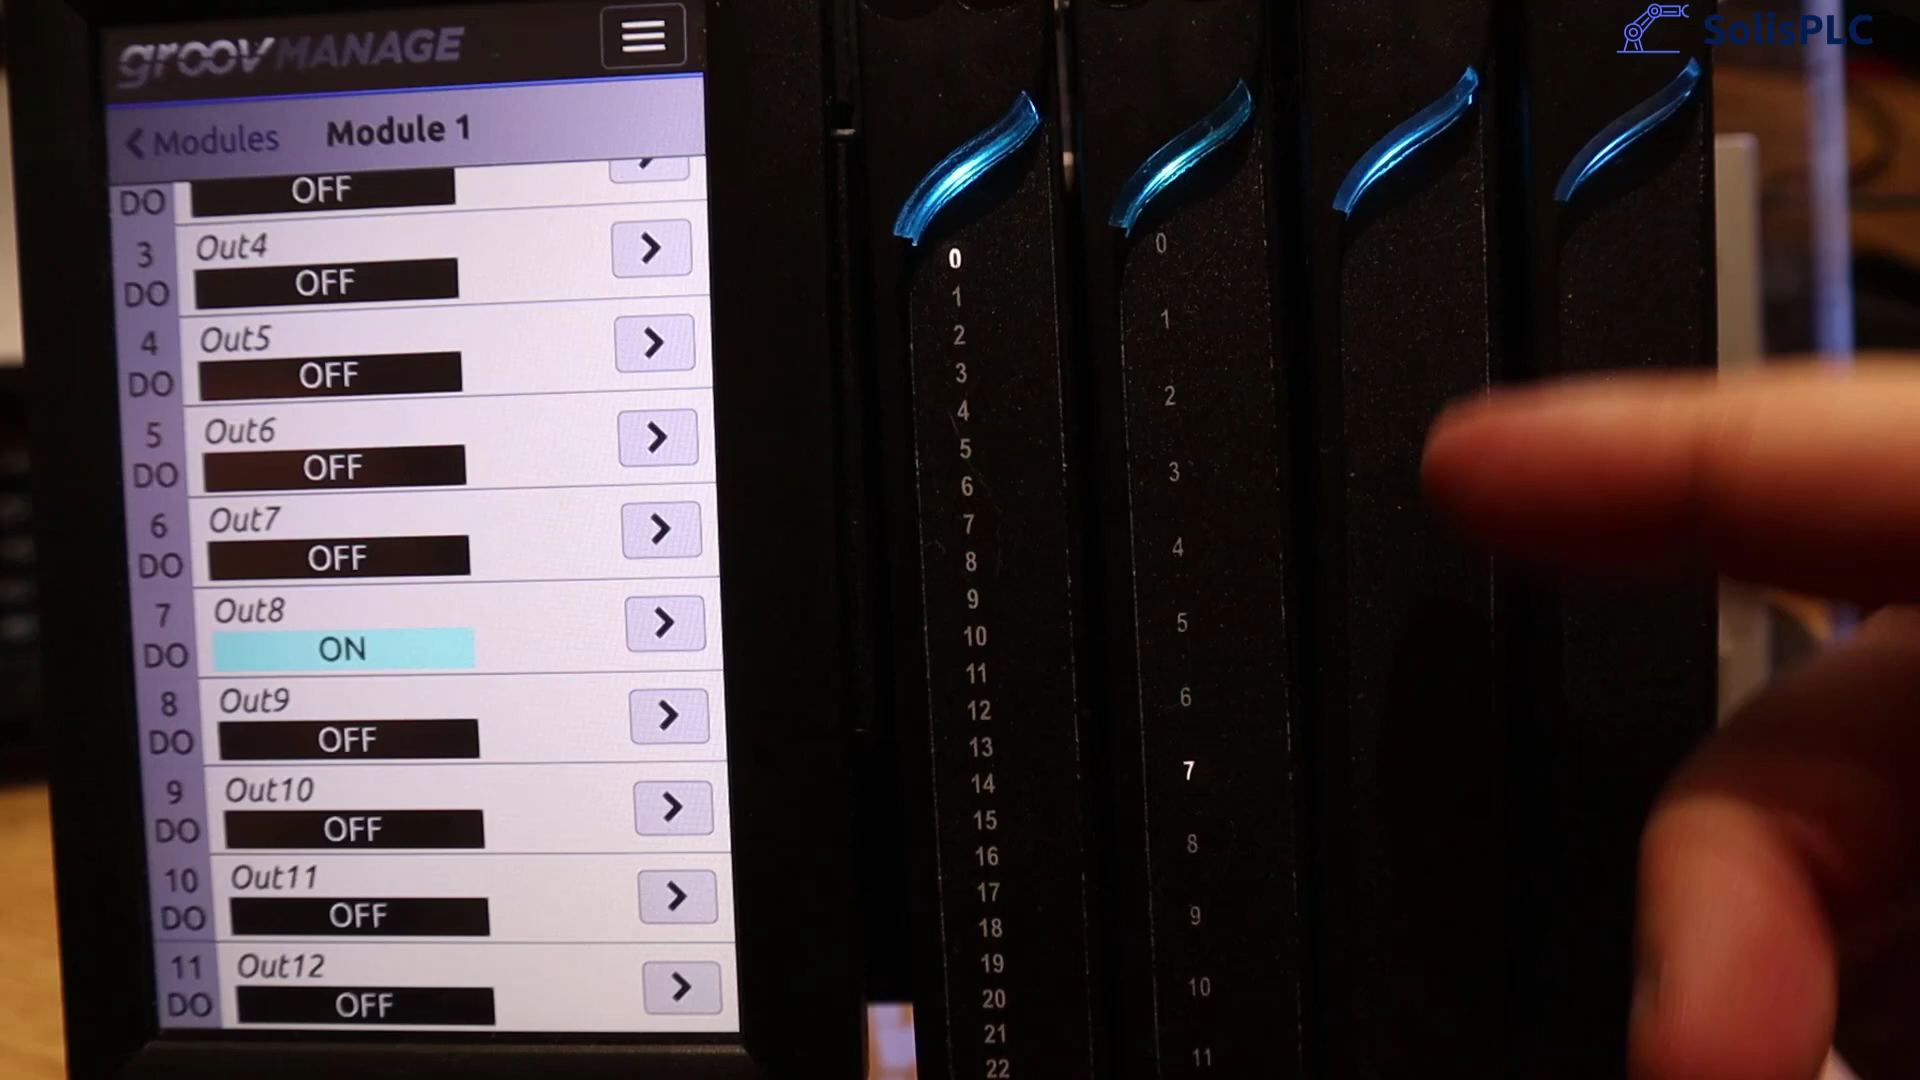 SolisPLC
groov MANAGE
Modules Module 1
DO OFF
3 Out4
DO OFF
4 Out5
DO OFF
5 Out6
DO OFF
6 Out7
DO OFF
7 Out8
DO ON
8 Out9
DO OFF
9 Out10
DO OFF
10 Out11
DO OFF
11 Out12
DO OFF
0
1
2
3
4
5
6
7
8
9
10
11
12
13
14
15
16
17
18
19
20
21
22
0
1
2
3
4
5
6
7
8
9
10
11